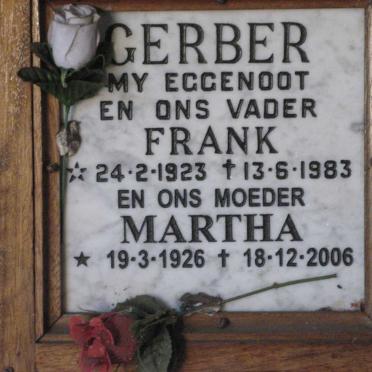 GERBER
MY EGGENOOT
EN ONS VADER
FRANK
☆ 24·2·1923 ✝ 13·6·1983
EN ONS MOEDER
MARTHA
★ 19·3·1926 ✝ 18·12·2006